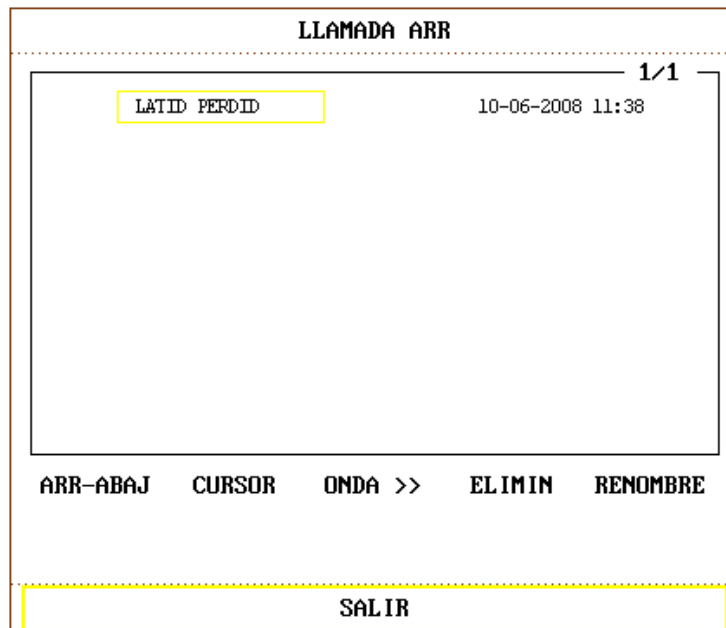 LLAMADA ARR
1/1
LATID PERDID 10-06-2008 11:38
ARR-ABAJ CURSOR ONDA >> ELIMIN RENOMBRE
SALIR